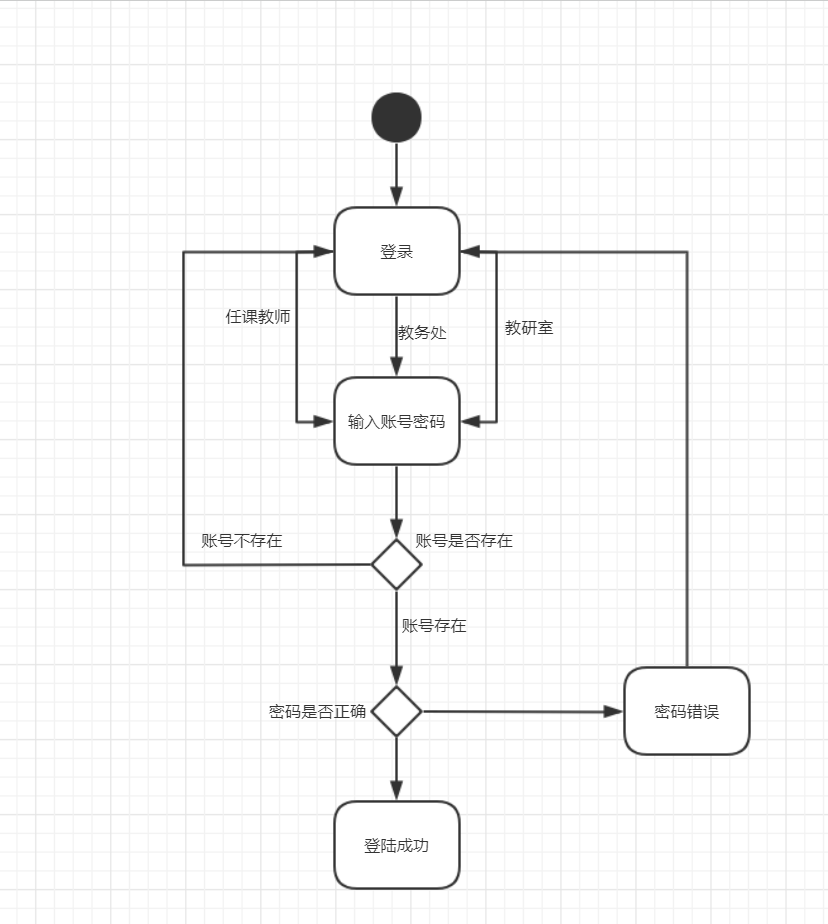 登录
任课教师
教务处
教研室
输入账号密码
账号不存在
账号是否存在
账号存在
密码是否正确
密码错误
登陆成功